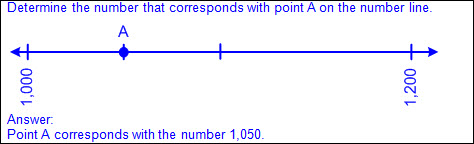 Determine the number that corresponds with point A on the number line.
A
1,000
1,200
Answer:
Point A corresponds with the number 1,050.